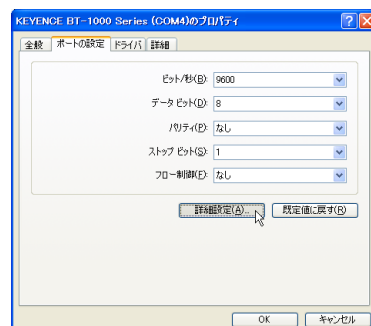 KEYENCE BT-1000 Series (COM4)のプロパティ
全般 ポートの設定 ドライバ 詳細
ビット/秒(B): 9600
データ ビット(D): 8
パリティ(P): なし
ストップ ビット(S): 1
フロー制御(F): なし
詳細設定(A)... 既定値に戻す(R)
OK キャンセル